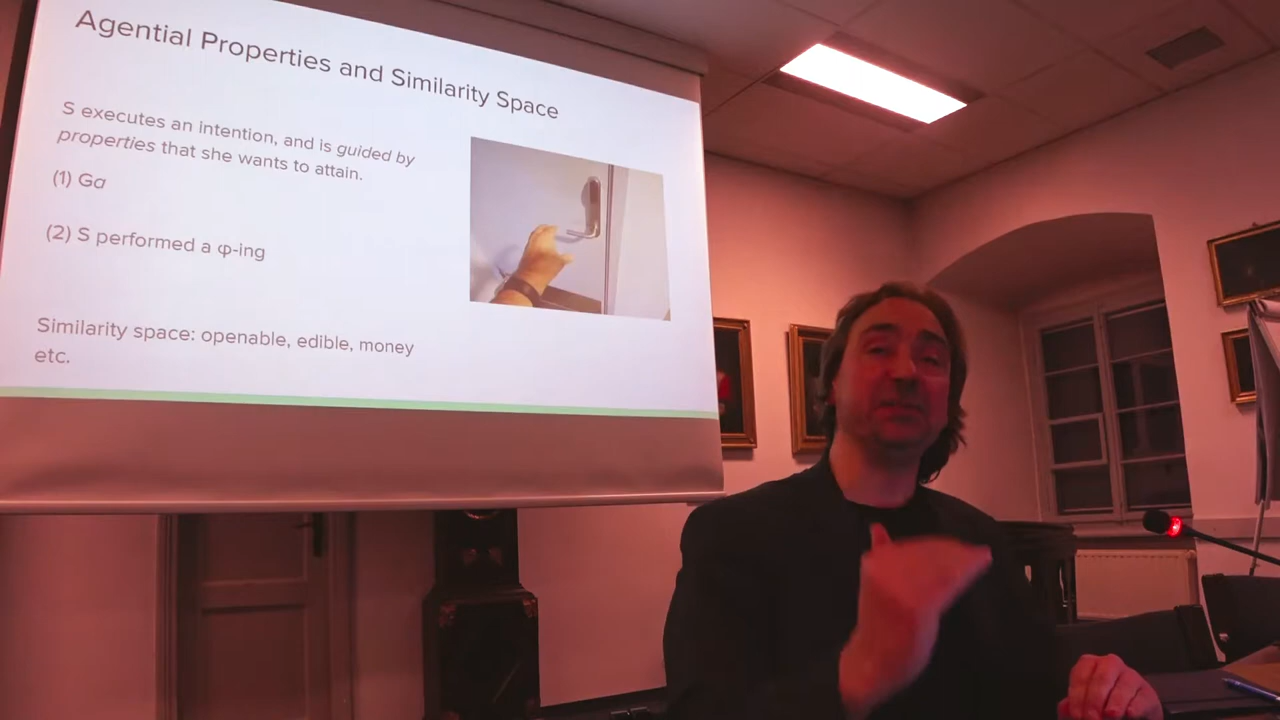 Agential Properties and Similarity Space
S executes an intention, and is guided by
properties that she wants to attain.
(1) Ga
(2) S performed a φ-ing
Similarity space: openable, edible, money
etc.